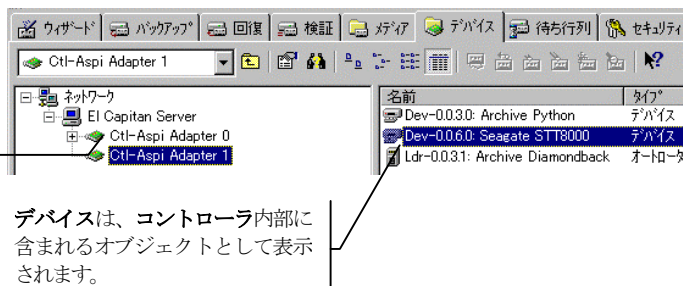 ウィザード バックアップ 回復 検証 メディア デバイス 待ち行列 セキュリティ
Ctl-Aspi Adapter 1
ネットワーク
El Capitan Server
Ctl-Aspi Adapter 0
Ctl-Aspi Adapter 1
名前 タイプ
Dev-0.0.3.0: Archive Python デバイス
Dev-0.0.6.0: Seagate STT8000 デバイス
Ldr-0.0.3.1: Archive Diamondback オートローダ
デバイスは、コントローラ内部に
含まれるオブジェクトとして表示
されます。